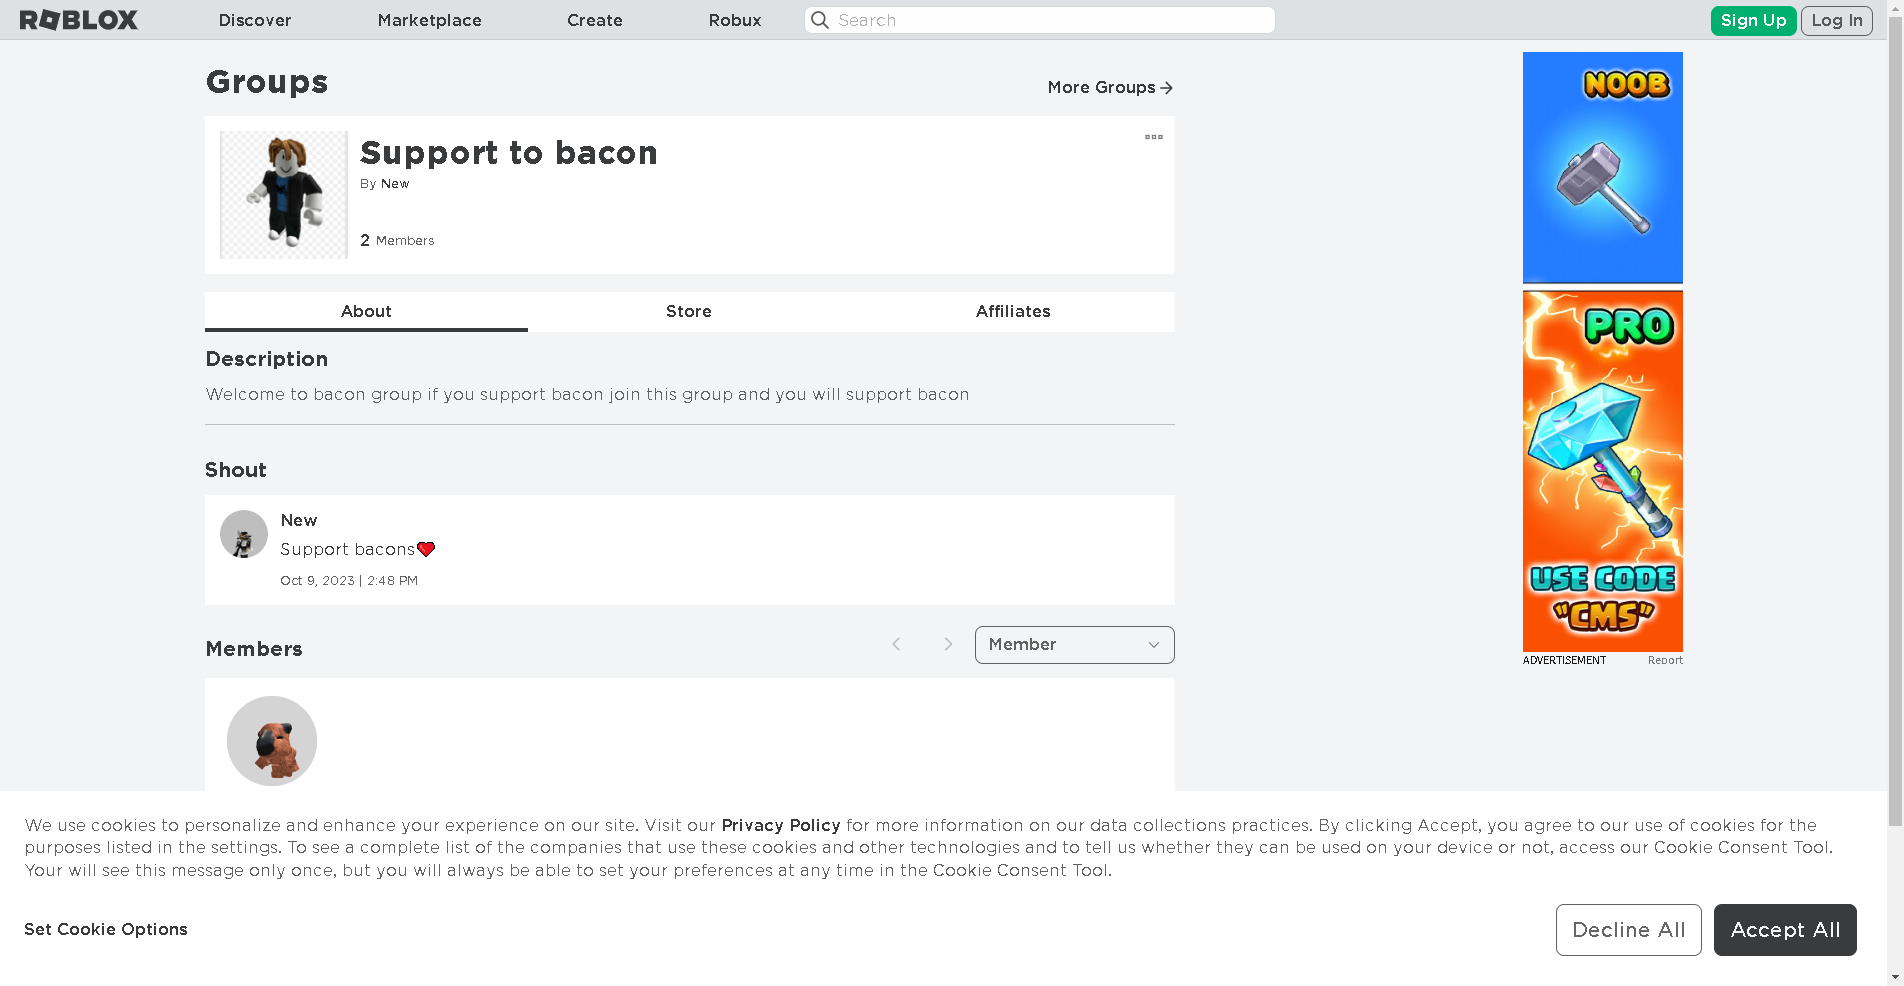 ROBLOX
Discover
Marketplace
Create
Robux
Search
Sign Up
Log In
Groups
More Groups
Support to bacon
By New
2 Members
About
Store
Affiliates
Description
Welcome to bacon group if you support bacon join this group and you will support bacon
Shout
New
Support bacons❤
Oct 9, 2023 | 2:48 PM
Members
Member
NOOB
PRO
USE CODE
"CMS"
ADVERTISEMENT
Report
We use cookies to personalize and enhance your experience on our site. Visit our Privacy Policy for more information on our data collections practices. By clicking Accept, you agree to our use of cookies for the
purposes listed in the settings. To see a complete list of the companies that use these cookies and other technologies and to tell us whether they can be used on your device or not, access our Cookie Consent Tool.
Your will see this message only once, but you will always be able to set your preferences at any time in the Cookie Consent Tool.
Set Cookie Options
Decline All
Accept All